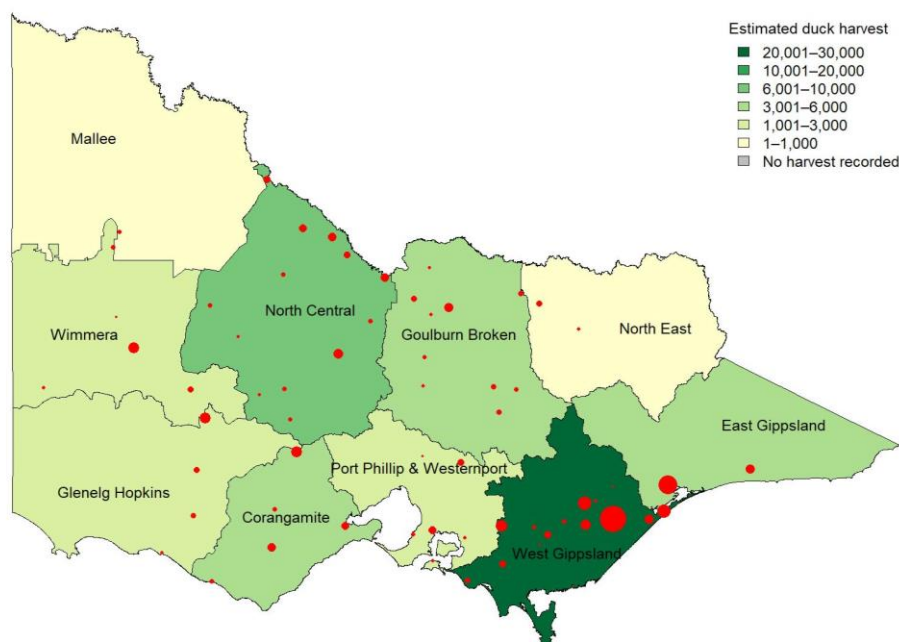 Estimated duck harvest
20,001–30,000
10,001–20,000
6,001–10,000
3,001–6,000
1,001–3,000
1–1,000
No harvest recorded
Mallee
North Central
Wimmera
Goulburn Broken
North East
East Gippsland
Port Phillip & Westernport
Glenelg Hopkins
Corangamite
West Gippsland